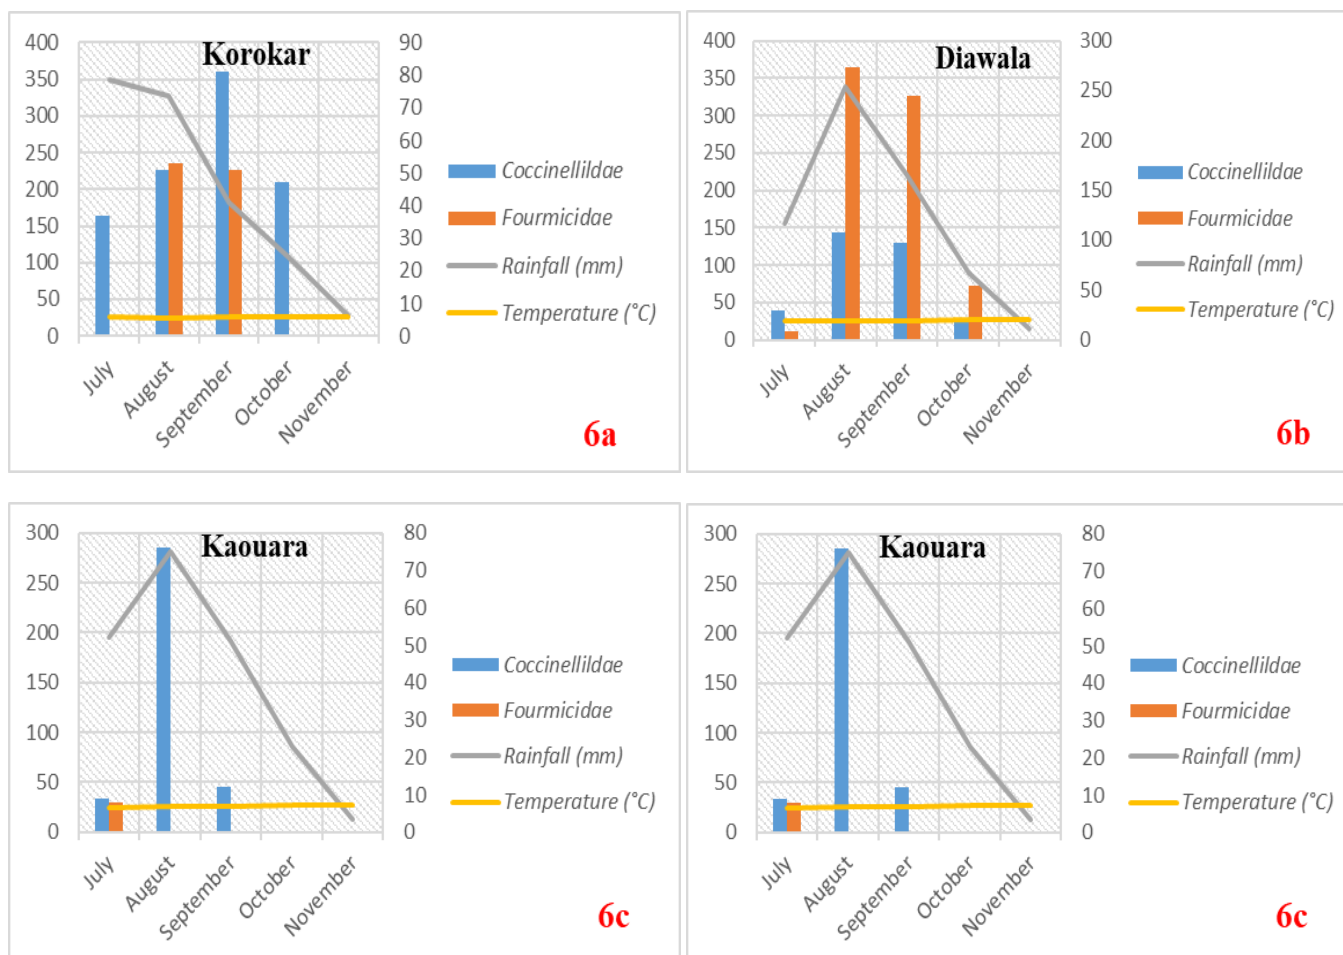 Korokar
400
350
300
250
200
150
100
50
0
90
80
70
60
50
40
30
20
10
0
July
August
September
October
November
Coccinellildae
Fourmicidae
Rainfall (mm)
Temperature (°C)
6a
Diawala
400
350
300
250
200
150
100
50
0
300
250
200
150
100
50
0
July
August
September
October
November
Coccinellildae
Fourmicidae
Rainfall (mm)
Temperature (°C)
6b
Kaouara
300
250
200
150
100
50
0
80
70
60
50
40
30
20
10
0
July
August
September
October
November
Coccinellildae
Fourmicidae
Rainfall (mm)
Temperature (°C)
6c
Kaouara
300
250
200
150
100
50
0
80
70
60
50
40
30
20
10
0
July
August
September
October
November
Coccinellildae
Fourmicidae
Rainfall (mm)
Temperature (°C)
6c